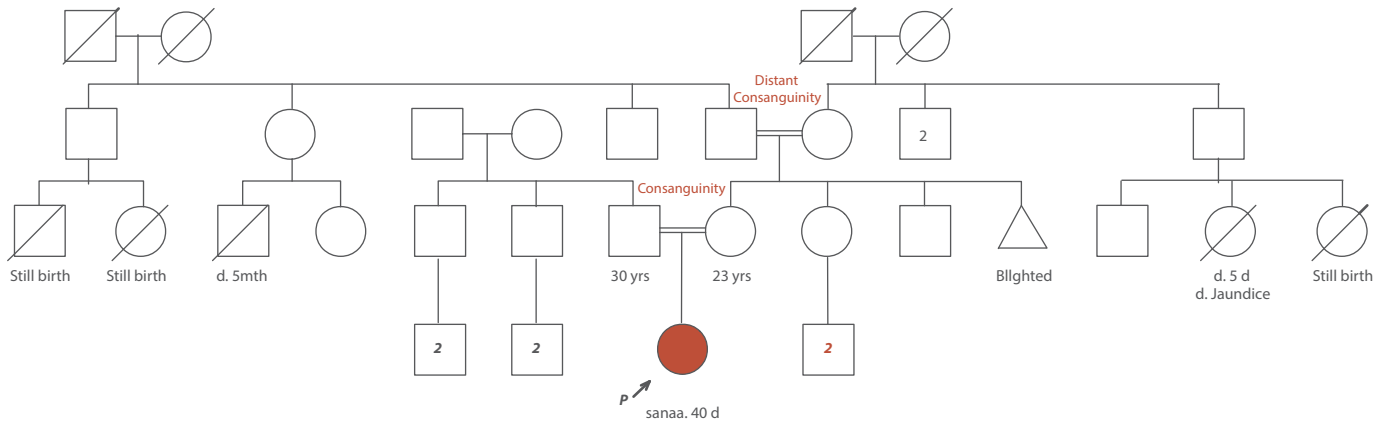 Distant
Consanguinity
2
Consanguinity
Still birth
Still birth
d. 5mth
30 yrs
23 yrs
Bllghted
d. 5 d
d. Jaundice
Still birth
2
2
2
P
sanaa. 40 d